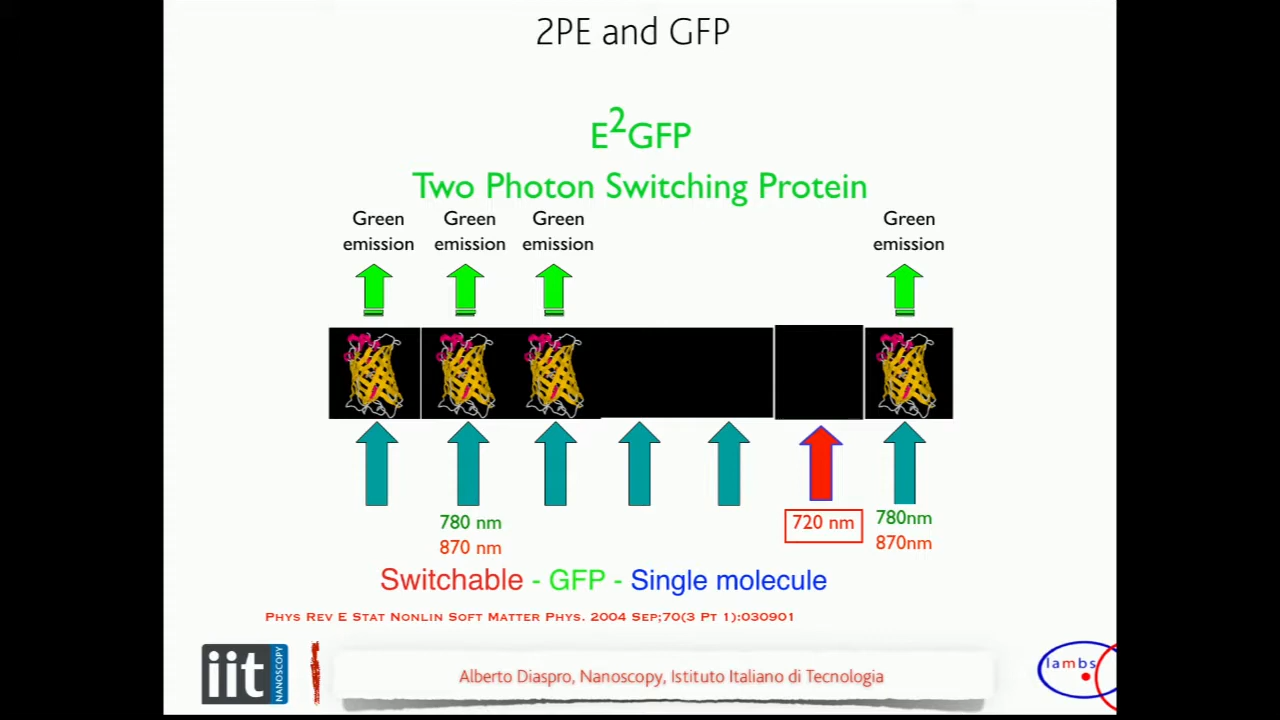 2PE and GFP
E2GFP
Two Photon Switching Protein
Green emission
Green emission
Green emission
Green emission
780 nm
870 nm
720 nm
780nm
870nm
Switchable - GFP - Single molecule
Phys Rev E Stat Nonlin Soft Matter Phys. 2004 Sep;70(3 Pt 1):030901
iit
NANOSCOPY
Alberto Diaspro, Nanoscopy, Istituto Italiano di Tecnologia
lambs